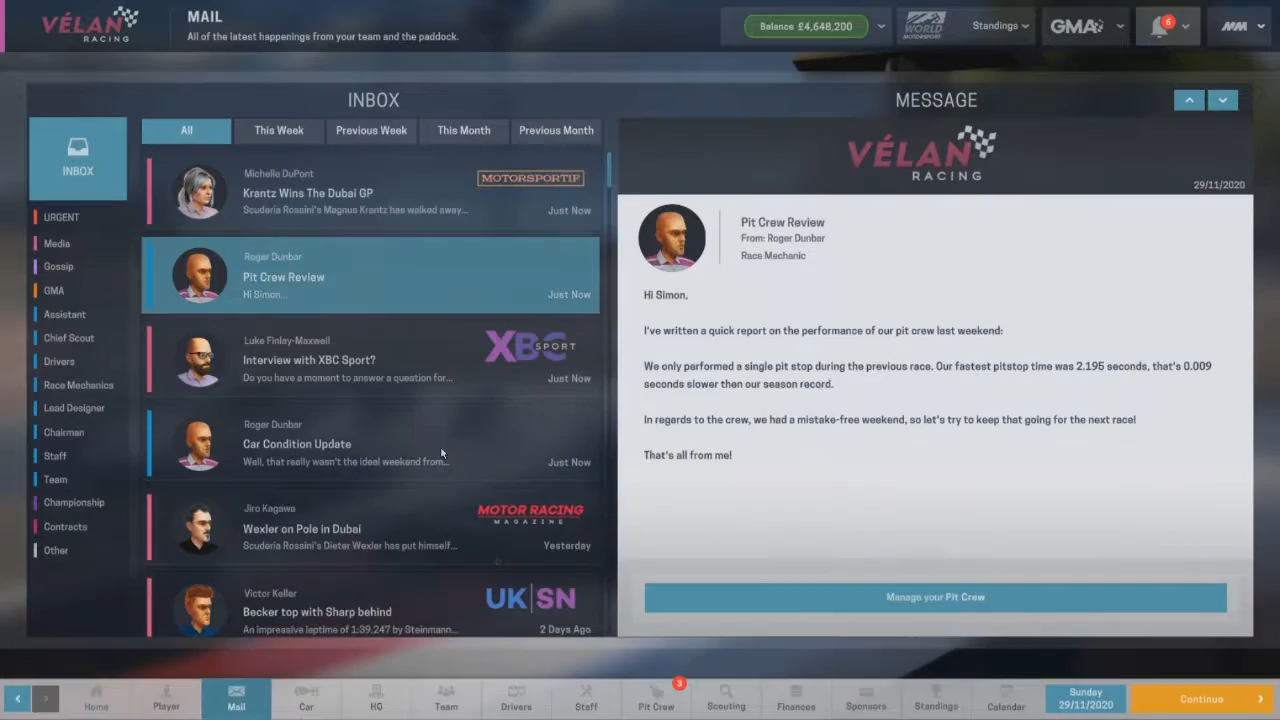 VÉLAN
RACING
MAIL
All of the latest happenings from your team and the paddock.
Balance £4,648,200
WORLD
MOTORSPORT
Standings
GMA
6
INBOX
MESSAGE
INBOX
All
This Week
Previous Week
This Month
Previous Month
URGENT
Media
Gossip
GMA
Assistant
Chief Scout
Drivers
Race Mechanics
Lead Designer
Chairman
Staff
Team
Championship
Contracts
Other
Michelle DuPont
MOTORSPORTIF
Krantz Wins The Dubai GP
Scuderia Rossini's Magnus Krantz has walked away...
Just Now
Roger Dunbar
Pit Crew Review
Hi Simon...
Just Now
Luke Finlay-Maxwell
XBC SPORT
Interview with XBC Sport?
Do you have a moment to answer a question for...
Just Now
Roger Dunbar
Car Condition Update
Well, that really wasn't the ideal weekend from...
Just Now
Jiro Kagawa
MOTOR RACING
MAGAZINE
Wexler on Pole in Dubai
Scuderia Rossini's Dieter Wexler has put himself...
Yesterday
Victor Keller
UK|SN
Becker top with Sharp behind
An impressive laptime of 1:39.247 by Steinmann...
2 Days Ago
VÉLAN
RACING
29/11/2020
Pit Crew Review
From: Roger Dunbar
Race Mechanic
Hi Simon,
I've written a quick report on the performance of our pit crew last weekend:
We only performed a single pit stop during the previous race. Our fastest pitstop time was 2.195 seconds, that's 0.009
seconds slower then our season record.
In regards to the crew, we had a mistake-free weekend, so let's try to keep that going for the next race!
That's all from me!
Manage your Pit Crew
Home
Player
Mail
Car
HQ
Team
Drivers
Staff
3
Pit Crew
Scouting
Finances
Sponsors
Standings
Calendar
Sunday
29/11/2020
Continue